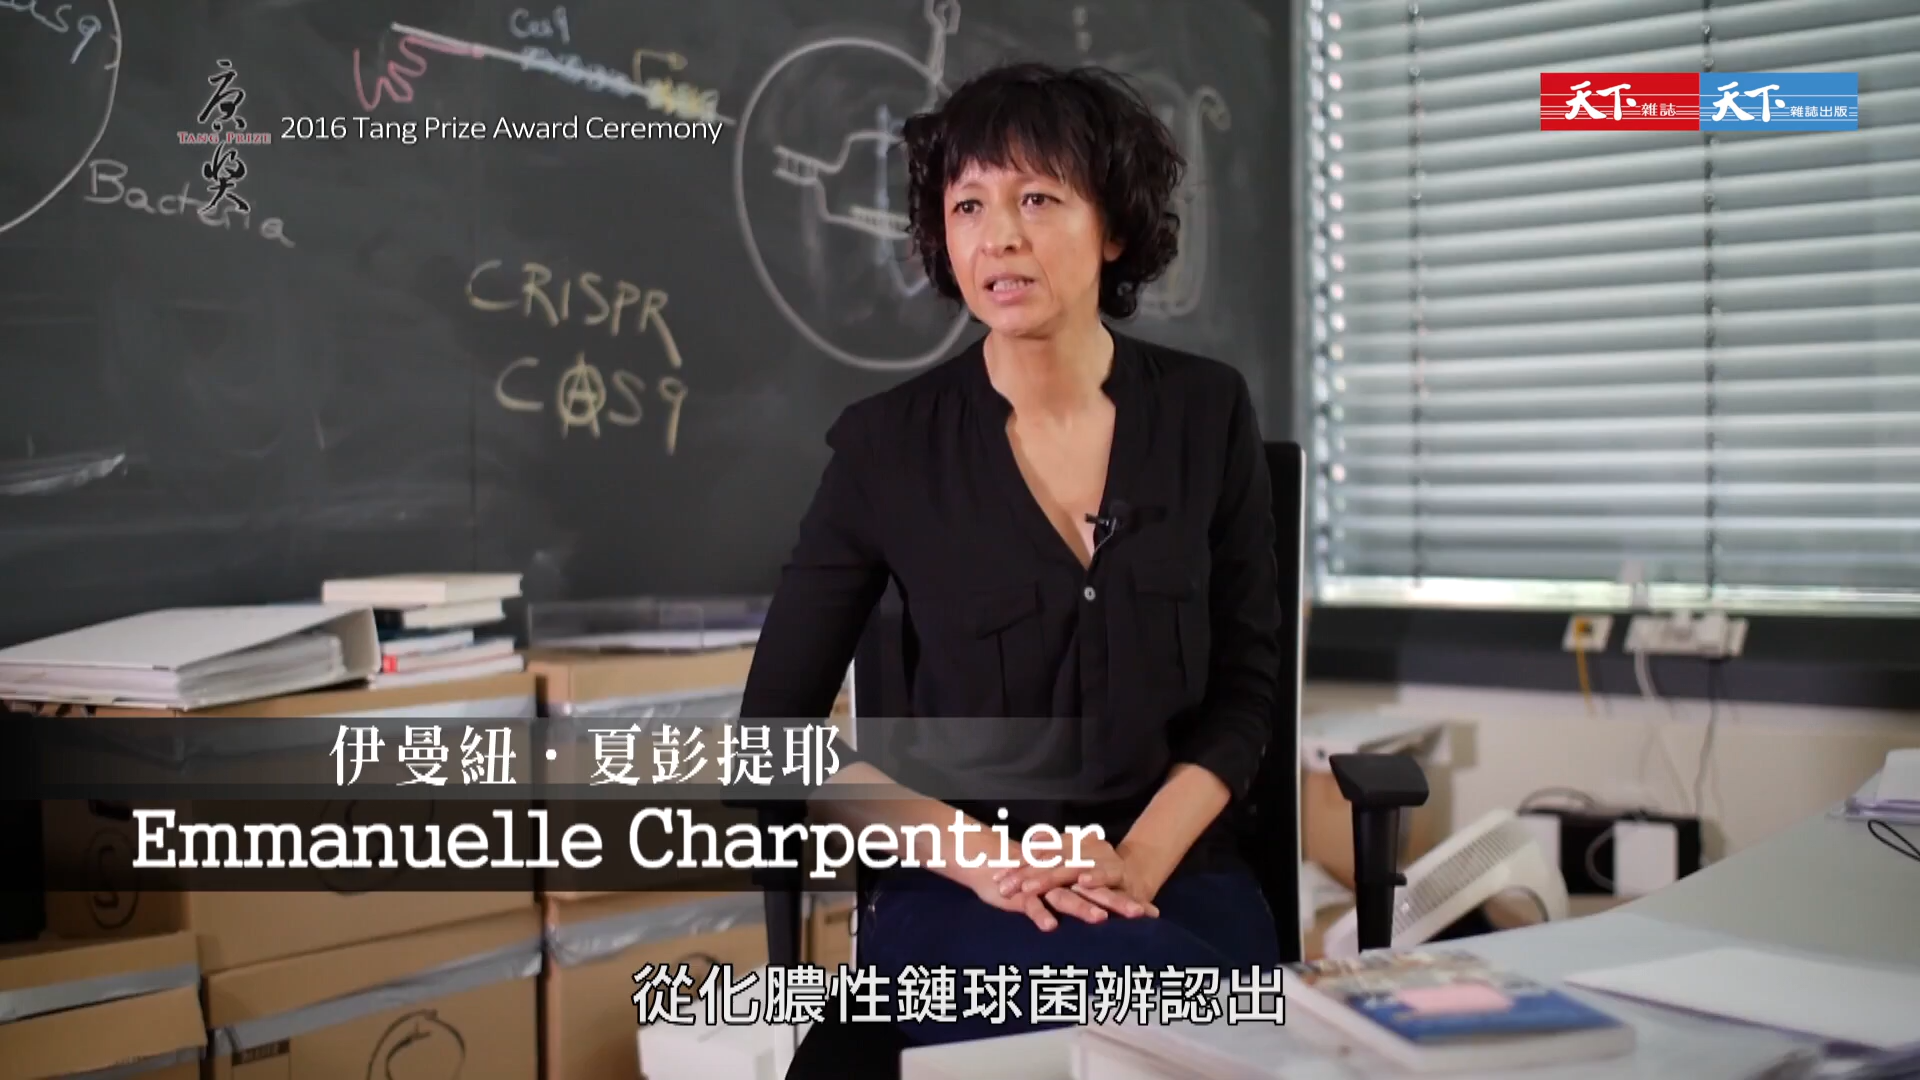 Cas9
唐
TANG PRIZE
獎
2016 Tang Prize Award Ceremony
天下雜誌
天下雜誌出版
Bacteria
CRISPR
CAS9
伊曼紐·夏彭提耶
Emmanuelle Charpentier
從化膿性鏈球菌辨認出